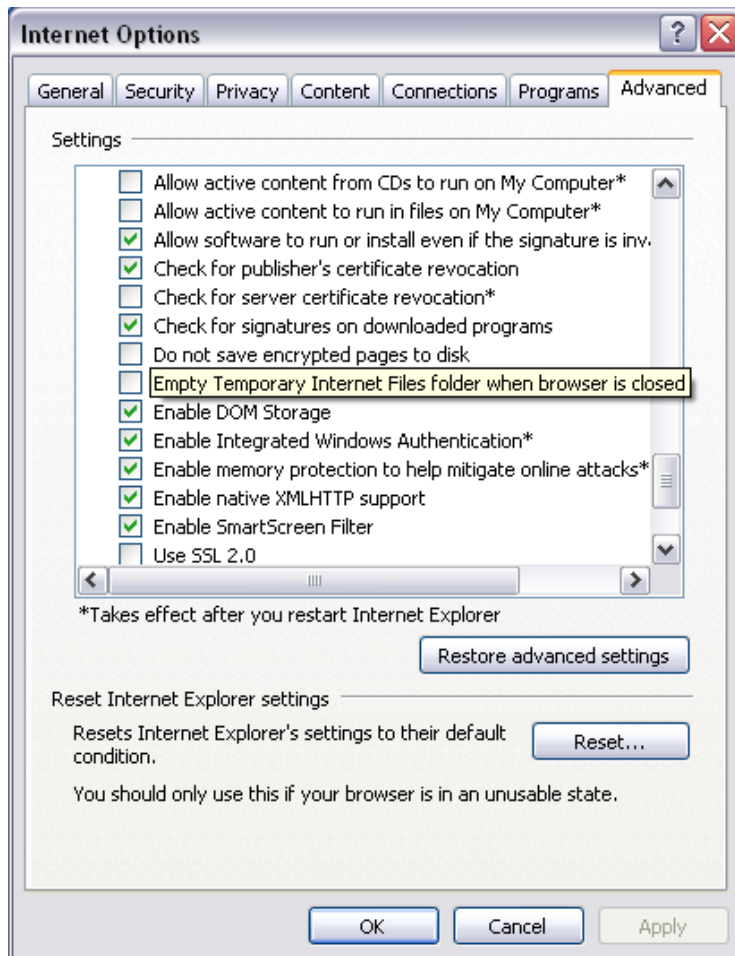 Internet Options
General Security Privacy Content Connections Programs Advanced
Settings
Allow active content from CDs to run on My Computer*
Allow active content to run in files on My Computer*
Allow software to run or install even if the signature is inv
Check for publisher's certificate revocation
Check for server certificate revocation*
Check for signatures on downloaded programs
Do not save encrypted pages to disk
Empty Temporary Internet Files folder when browser is closed
Enable DOM Storage
Enable Integrated Windows Authentication*
Enable memory protection to help mitigate online attacks*
Enable native XMLHTTP support
Enable SmartScreen Filter
Use SSL 2.0
*Takes effect after you restart Internet Explorer
Restore advanced settings
Reset Internet Explorer settings
Resets Internet Explorer's settings to their default
condition.
Reset...
You should only use this if your browser is in an unusable state.
OK Cancel Apply